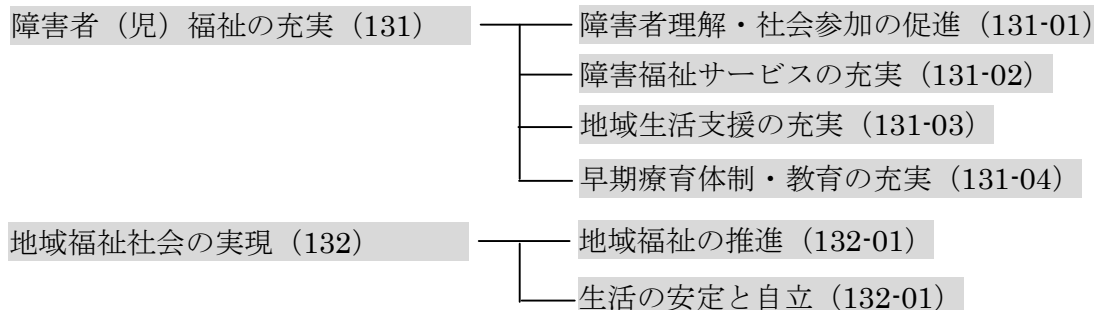 障害者（児）福祉の充実（131）
障害者理解・社会参加の促進（131-01）
障害福祉サービスの充実（131-02）
地域生活支援の充実（131-03）
早期療育体制・教育の充実（131-04）
地域福祉社会の実現（132）
地域福祉の推進（132-01）
生活の安定と自立（132-01）